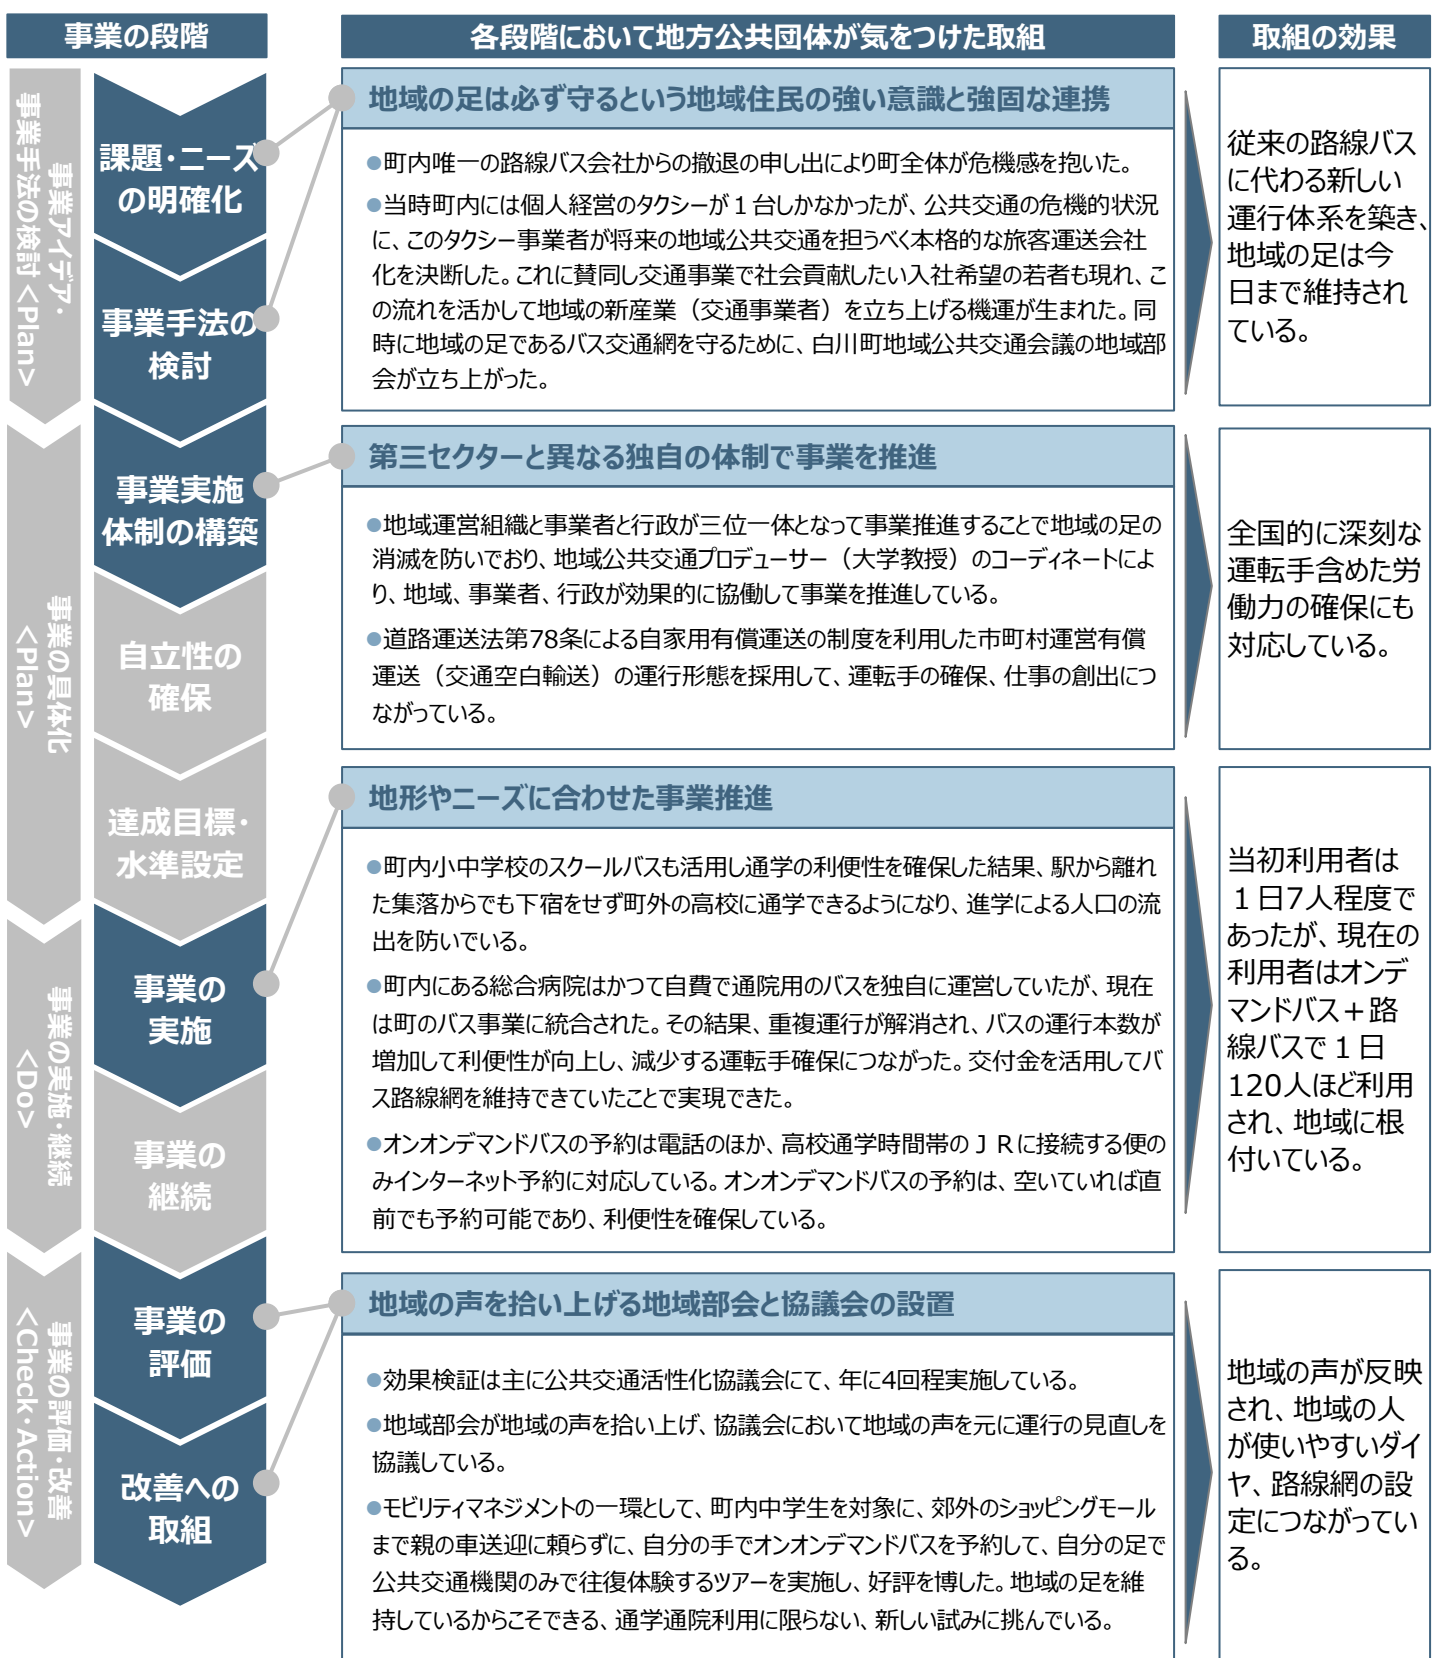 事業の段階
各段階において地方公共団体が気をつけた取組
取組の効果
事業アイデア・
事業手法の検討 <Plan>
課題・ニーズ
の明確化
事業手法の
検討
地域の足は必ず守るという地域住民の強い意識と強固な連携
●町内唯一の路線バス会社からの撤退の申し出により町全体が危機感を抱いた。
●当時町内には個人経営のタクシーが１台しかなかったが、公共交通の危機的状況
に、このタクシー事業者が将来の地域公共交通を担うべく本格的な旅客運送会社
化を決断した。これに賛同し交通事業で社会貢献したい入社希望の若者も現れ、こ
の流れを活かして地域の新産業（交通事業者）を立ち上げる機運が生まれた。同
時に地域の足であるバス交通網を守るために、白川町地域公共交通会議の地域部
会が立ち上がった。
従来の路線バス
に代わる新しい
運行体系を築き、
地域の足は今
日まで維持され
ている。
事業の具体化
<Plan>
事業実施
体制の構築
自立性の
確保
達成目標・
水準設定
第三セクターと異なる独自の体制で事業を推進
●地域運営組織と事業者と行政が三位一体となって事業推進することで地域の足の
消滅を防いでおり、地域公共交通プロデューサー（大学教授）のコーディネートによ
り、地域、事業者、行政が効果的に協働して事業を推進している。
●道路運送法第78条による自家用有償運送の制度を利用した市町村運営有償
運送（交通空白輸送）の運行形態を採用して、運転手の確保、仕事の創出につ
ながっている。
全国的に深刻な
運転手含めた労
働力の確保にも
対応している。
事業の実施・継続
<Do>
事業の
実施
事業の
継続
地形やニーズに合わせた事業推進
●町内小中学校のスクールバスも活用し通学の利便性を確保した結果、駅から離れ
た集落からでも下宿をせず町外の高校に通学できるようになり、進学による人口の流
出を防いでいる。
●町内にある総合病院はかつて自費で通院用のバスを独自に運営していたが、現在
は町のバス事業に統合された。その結果、重複運行が解消され、バスの運行本数が
増加して利便性が向上し、減少する運転手確保につながった。交付金を活用してバ
ス路線網を維持できていたことで実現できた。
●オンオンデマンドバスの予約は電話のほか、高校通学時間帯のＪＲに接続する便の
みインターネット予約に対応している。オンオンデマンドバスの予約は、空いていれば直
前でも予約可能であり、利便性を確保している。
当初利用者は
１日7人程度で
あったが、現在の
利用者はオンデ
マンドバス＋路
線バスで１日
120人ほど利用
され、地域に根
付いている。
事業の評価・改善
<Check・Action>
事業の
評価
改善への
取組
地域の声を拾い上げる地域部会と協議会の設置
●効果検証は主に公共交通活性化協議会にて、年に4回程実施している。
●地域部会が地域の声を拾い上げ、協議会において地域の声を元に運行の見直しを
協議している。
●モビリティマネジメントの一環として、町内中学生を対象に、郊外のショッピングモール
まで親の車送迎に頼らずに、自分の手でオンオンデマンドバスを予約して、自分の足で
公共交通機関のみで往復体験するツアーを実施し、好評を博した。地域の足を維
持しているからこそできる、通学通院利用に限らない、新しい試みに挑んでいる。
地域の声が反映
され、地域の人
が使いやすいダイ
ヤ、路線網の設
定につながってい
る。